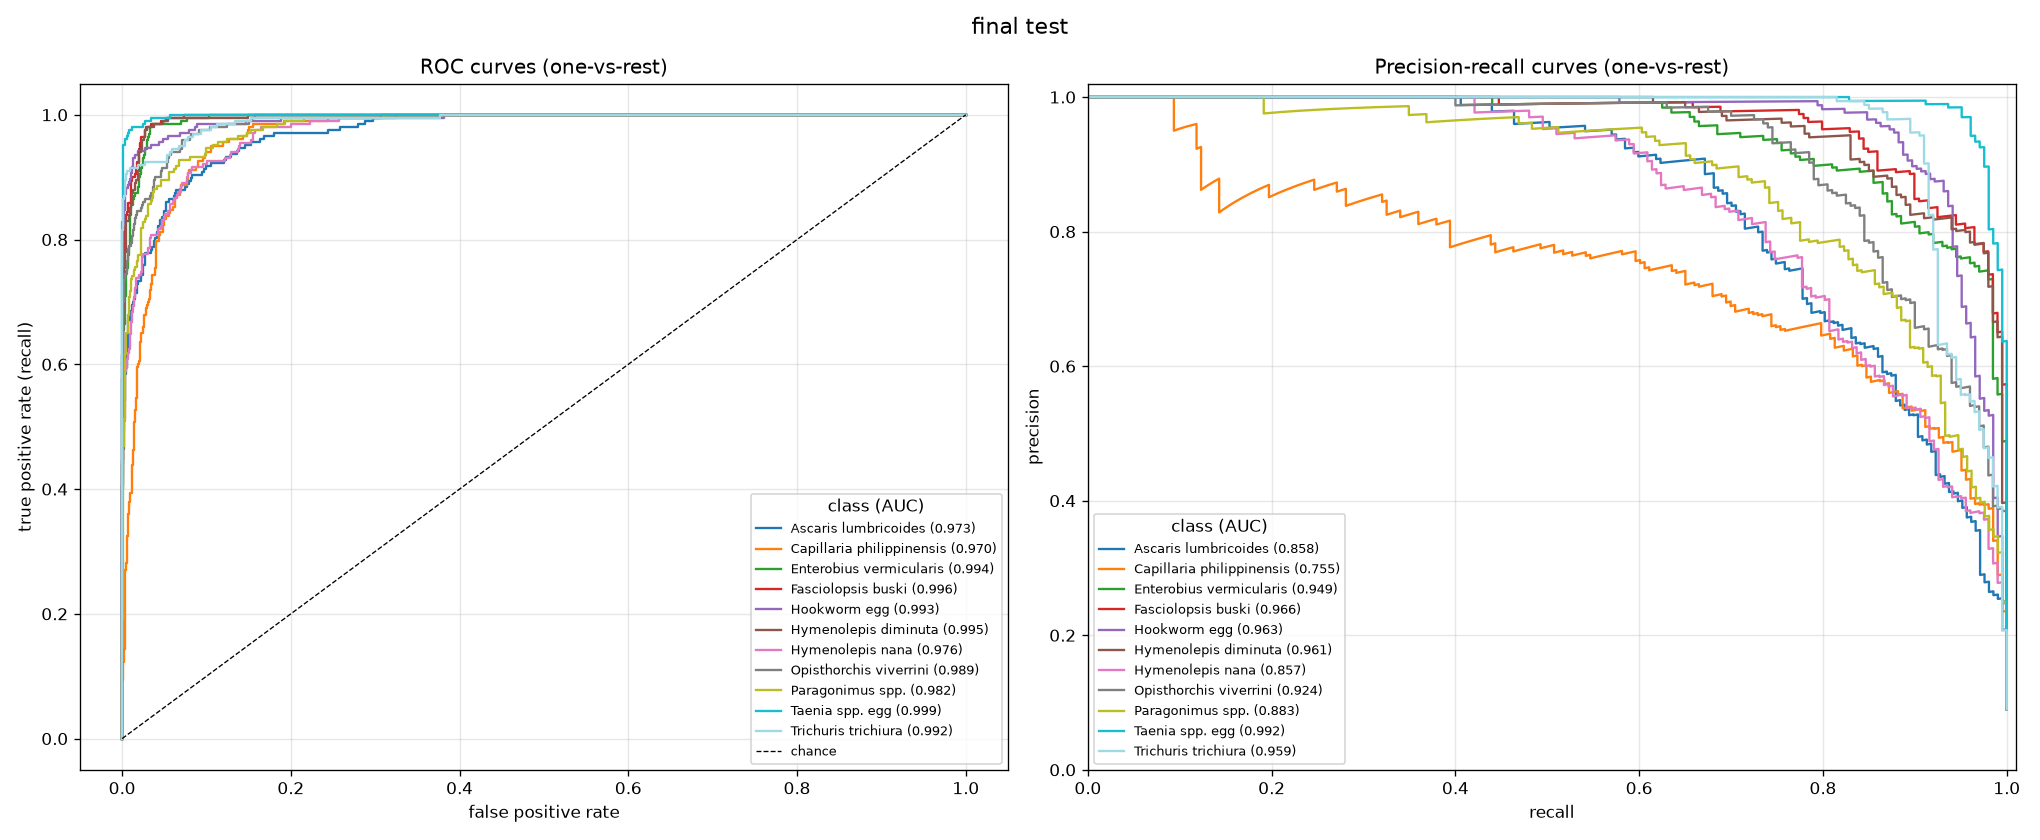 final test
ROC curves (one-vs-rest)
true positive rate (recall)
1.0
0.8
0.6
0.4
0.2
0.0
class (AUC)
Ascaris lumbricoides (0.973)
Capillaria philippinensis (0.970)
Enterobius vermicularis (0.994)
Fasciolopsis buski (0.996)
Hookworm egg (0.993)
Hymenolepis diminuta (0.995)
Hymenolepis nana (0.976)
Opisthorchis viverrini (0.989)
Paragonimus spp. (0.982)
Taenia spp. egg (0.999)
Trichuris trichiura (0.992)
chance
0.0 0.2 0.4 0.6 0.8 1.0
false positive rate
Precision-recall curves (one-vs-rest)
precision
1.0
0.8
0.6
0.4
0.2
0.0
class (AUC)
Ascaris lumbricoides (0.858)
Capillaria philippinensis (0.755)
Enterobius vermicularis (0.949)
Fasciolopsis buski (0.966)
Hookworm egg (0.963)
Hymenolepis diminuta (0.961)
Hymenolepis nana (0.857)
Opisthorchis viverrini (0.924)
Paragonimus spp. (0.883)
Taenia spp. egg (0.992)
Trichuris trichiura (0.959)
0.0 0.2 0.4 0.6 0.8 1.0
recall